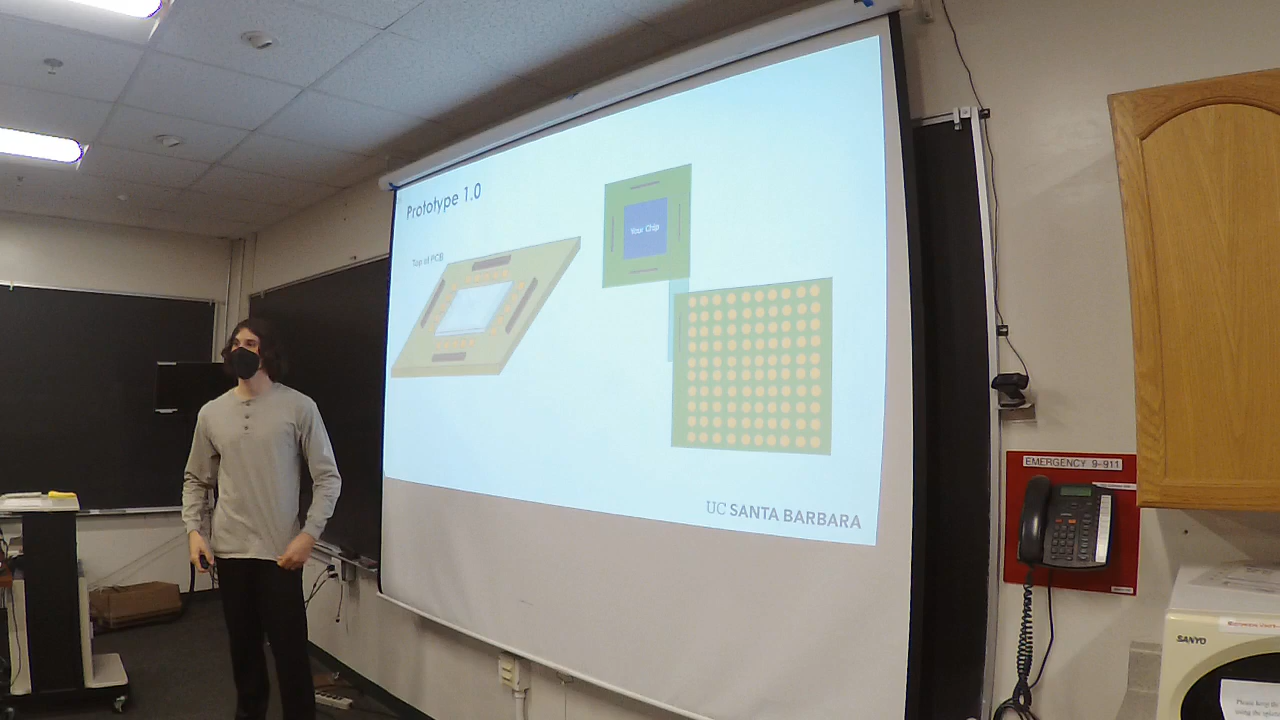 Prototype 1.0
Top of PCB
Your Chip
UC SANTA BARBARA
EMERGENCY 9-911
SANYO